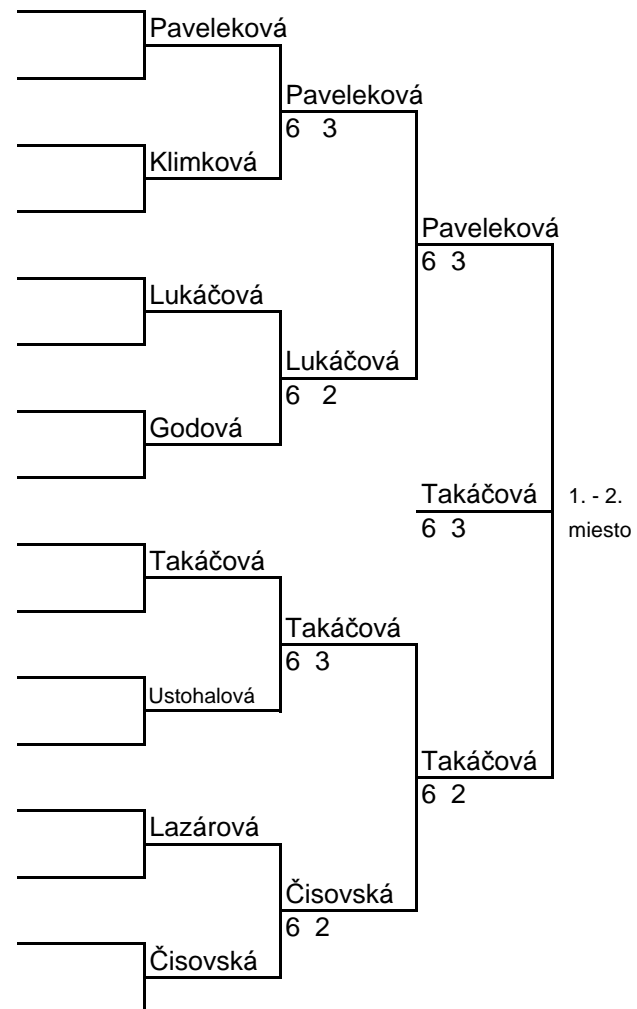 Paveleková
Paveleková
6 3
Klimková
Paveleková
6 3
Lukáčová
Lukáčová
6 2
Godová
Takáčová
6 3
1. - 2.
miesto
Takáčová
Takáčová
6 3
Ustohalová
Takáčová
6 2
Lazárová
Čisovská
6 2
Čisovská